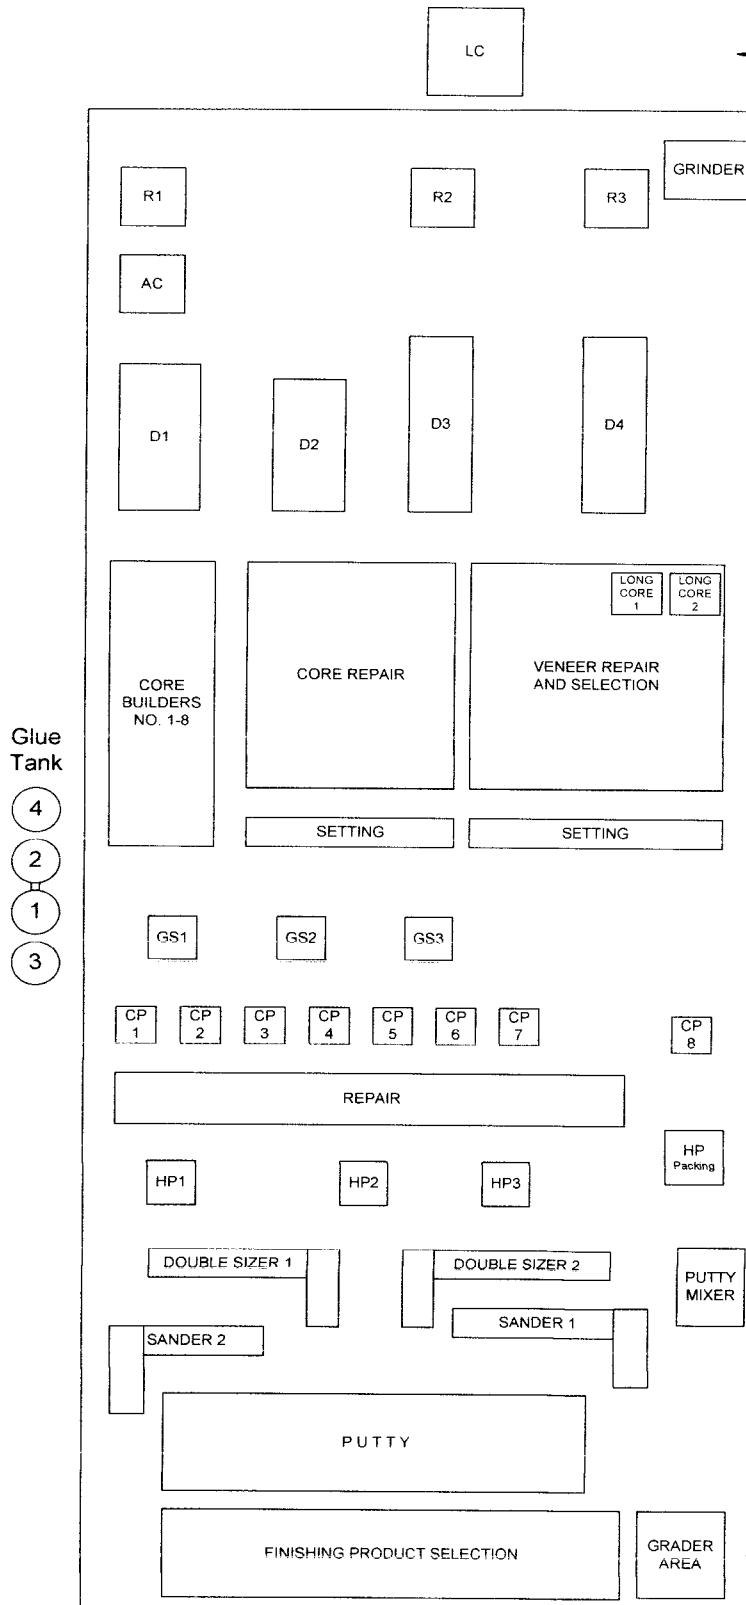 LC
GRINDER
R1
R2
R3
AC
D1
D2
D3
D4
LONG
CORE
1
LONG
CORE
2
CORE
BUILDERS
NO. 1-8
CORE REPAIR
VENEER REPAIR
AND SELECTION
Glue
Tank
4
2
1
3
SETTING
SETTING
GS1
GS2
GS3
CP
1
CP
2
CP
3
CP
4
CP
5
CP
6
CP
7
CP
8
REPAIR
HP
Packing
HP1
HP2
HP3
DOUBLE SIZER 1
DOUBLE SIZER 2
PUTTY
MIXER
SANDER 2
SANDER 1
PUTTY
FINISHING PRODUCT SELECTION
GRADER
AREA